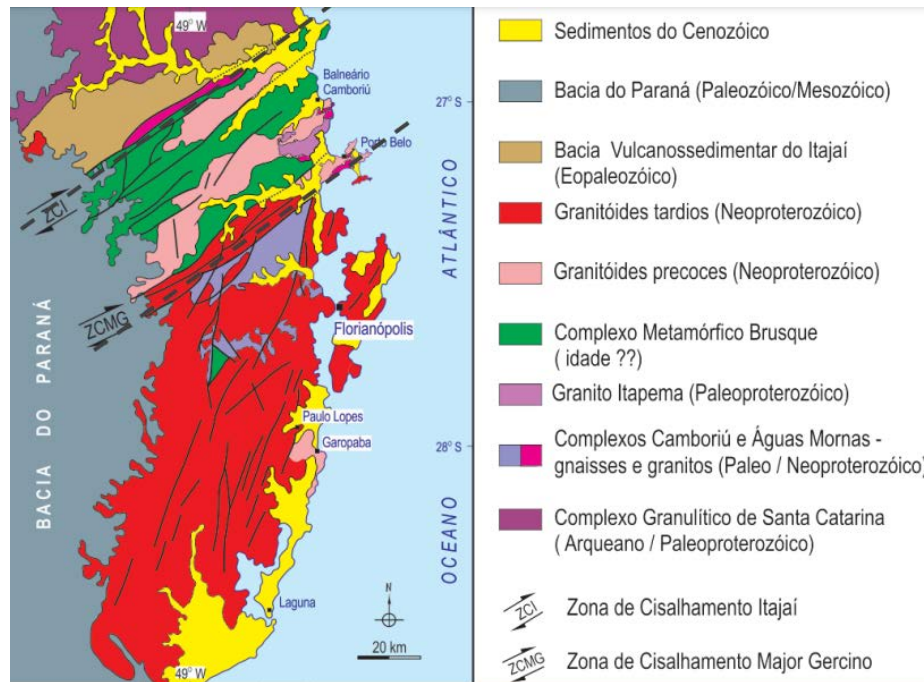 49° W
Balneário
Camboriú
27° S
Porto Belo
ZCI
ATLÂNTICO
ZCMG
Florianópolis
BACIA DO PARANÁ
Paulo Lopes
28° S
Garopaba
OCEANO
N
Laguna
20 km
49° W
Sedimentos do Cenozóico
Bacia do Paraná (Paleozóico/Mesozóico)
Bacia Vulcanossedimentar do Itajaí
(Eopaleozóico)
Granitóides tardios (Neoproterozóico)
Granitóides precoces (Neoproterozóico)
Complexo Metamórfico Brusque
( idade ??)
Granito Itapema (Paleoproterozóico)
Complexos Camboriú e Águas Mornas -
gnaisses e granitos (Paleo / Neoproterozóico)
Complexo Granulítico de Santa Catarina
( Arqueano / Paleoproterozóico)
ZCI Zona de Cisalhamento Itajaí
ZCMG Zona de Cisalhamento Major Gercino